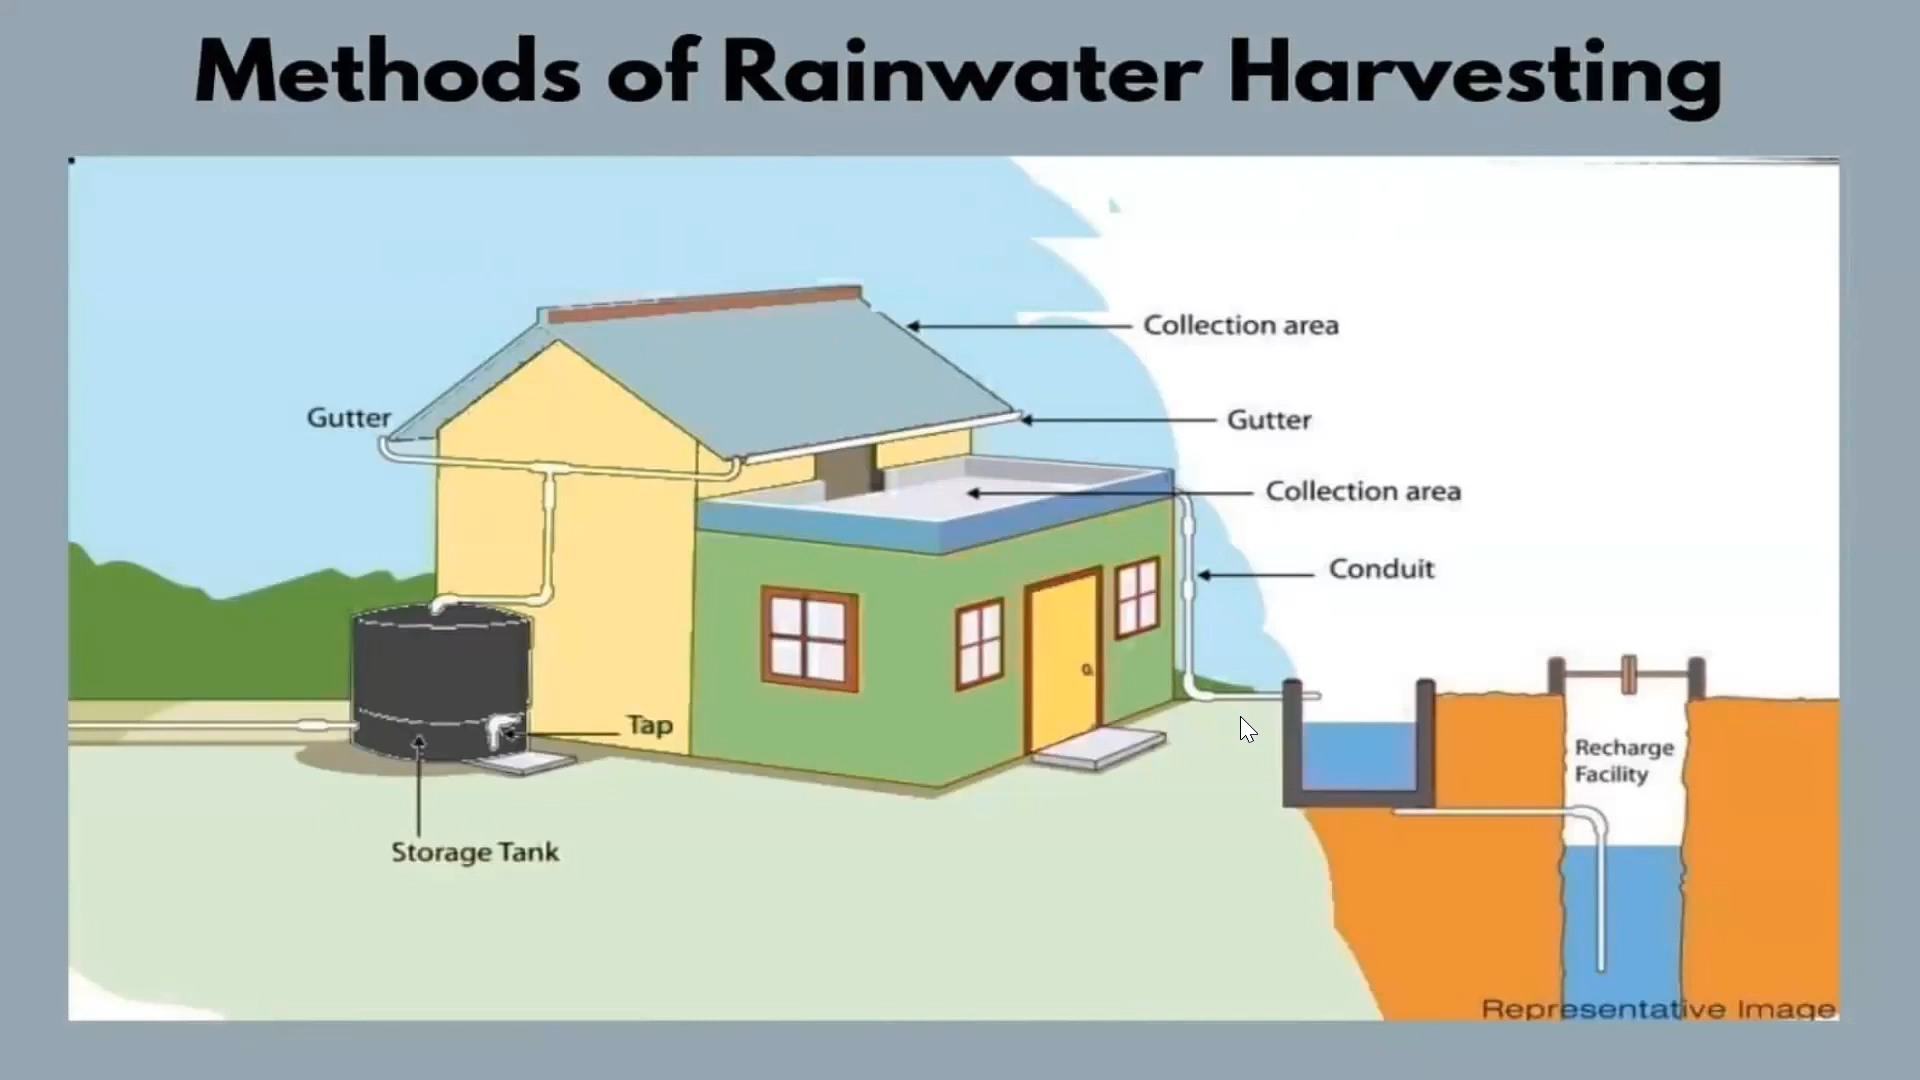 Methods of Rainwater Harvesting
Collection area
Gutter
Gutter
Collection area
Conduit
Tap
Recharge
Facility
Storage Tank
Representative Image